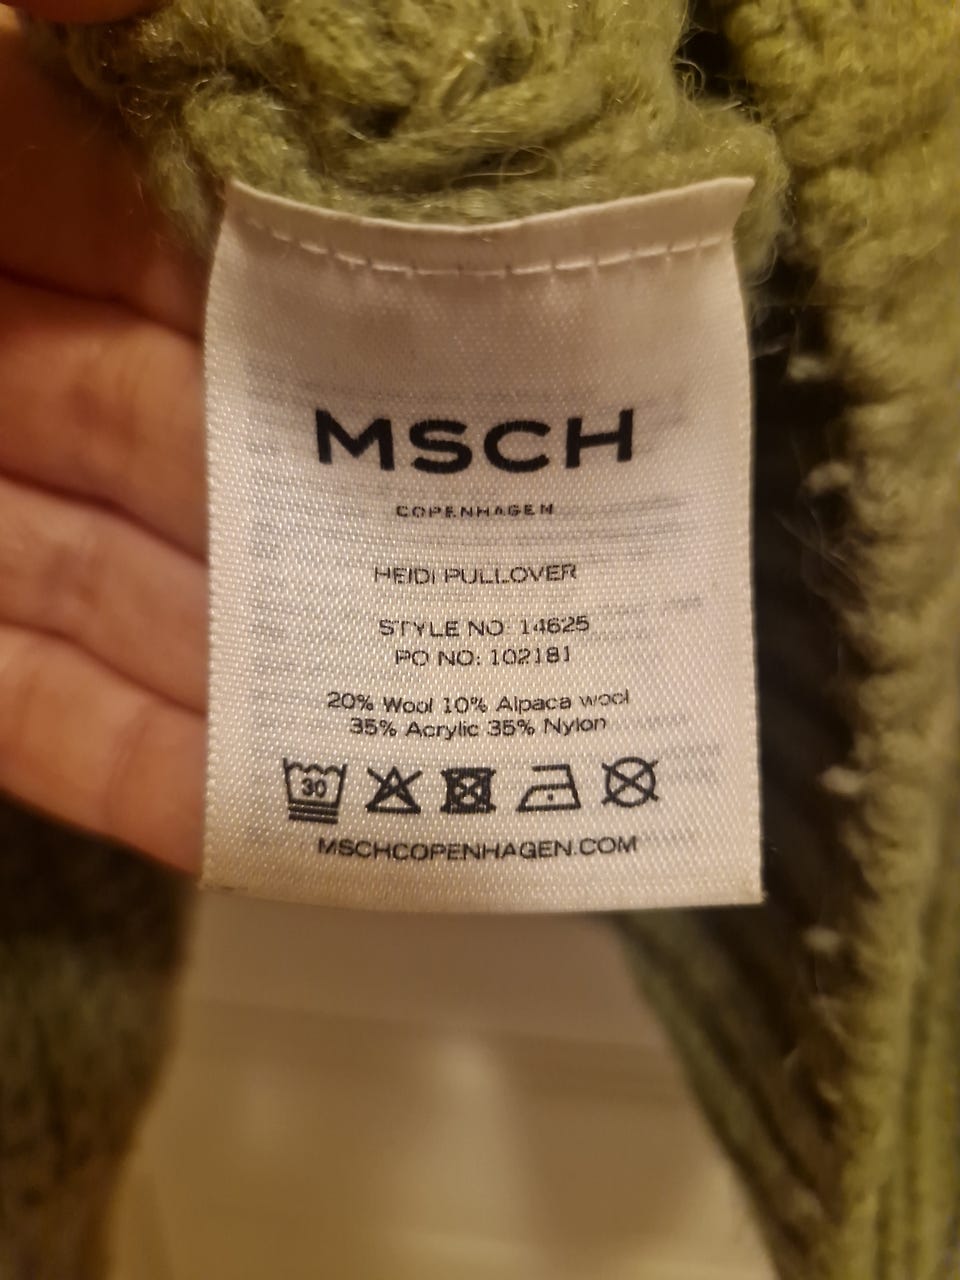 MSCH
COPENHAGEN
HEIDI PULLOVER
STYLE NO: 14625
PO NO: 102181
20% Wool 10% Alpaca wool
35% Acrylic 35% Nylon
30
MSCHCOPENHAGEN.COM